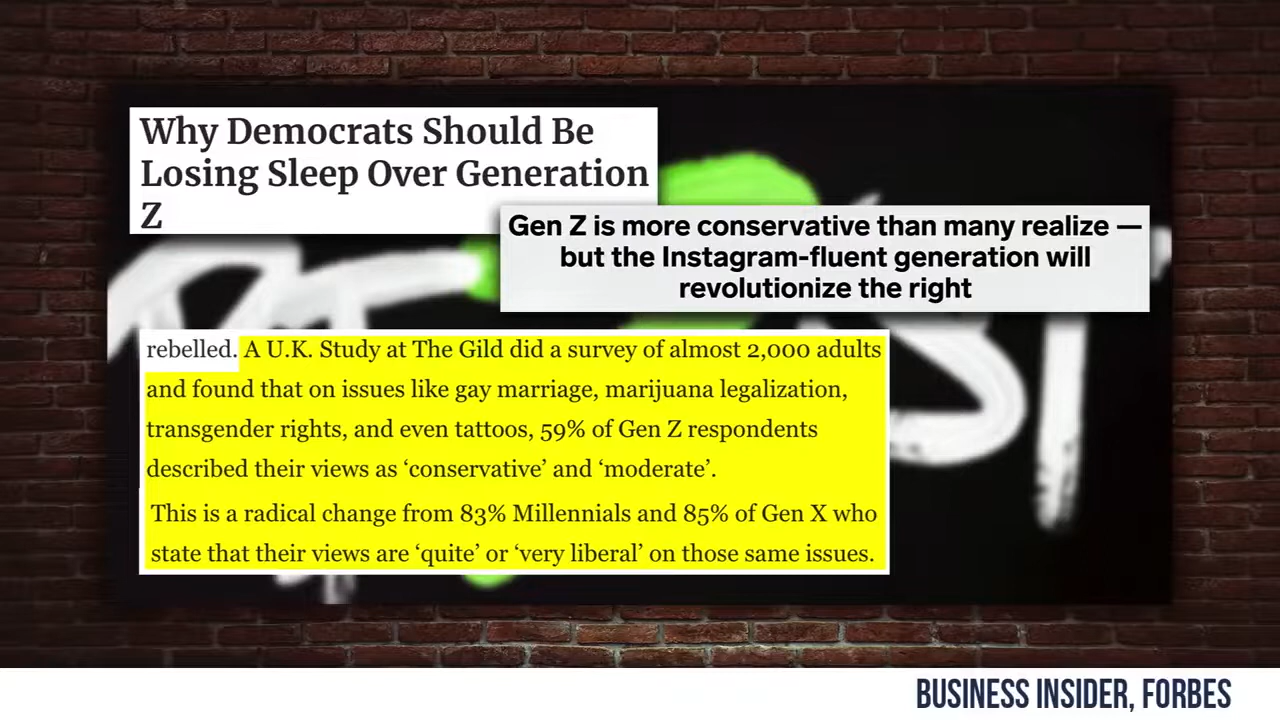 Why Democrats Should Be
Losing Sleep Over Generation
Z
Gen Z is more conservative than many realize —
but the Instagram-fluent generation will
revolutionize the right
rebelled. A U.K. Study at The Gild did a survey of almost 2,000 adults
and found that on issues like gay marriage, marijuana legalization,
transgender rights, and even tattoos, 59% of Gen Z respondents
described their views as ‘conservative’ and ‘moderate’.
This is a radical change from 83% Millennials and 85% of Gen X who
state that their views are ‘quite’ or ‘very liberal’ on those same issues.
BUSINESS INSIDER, FORBES